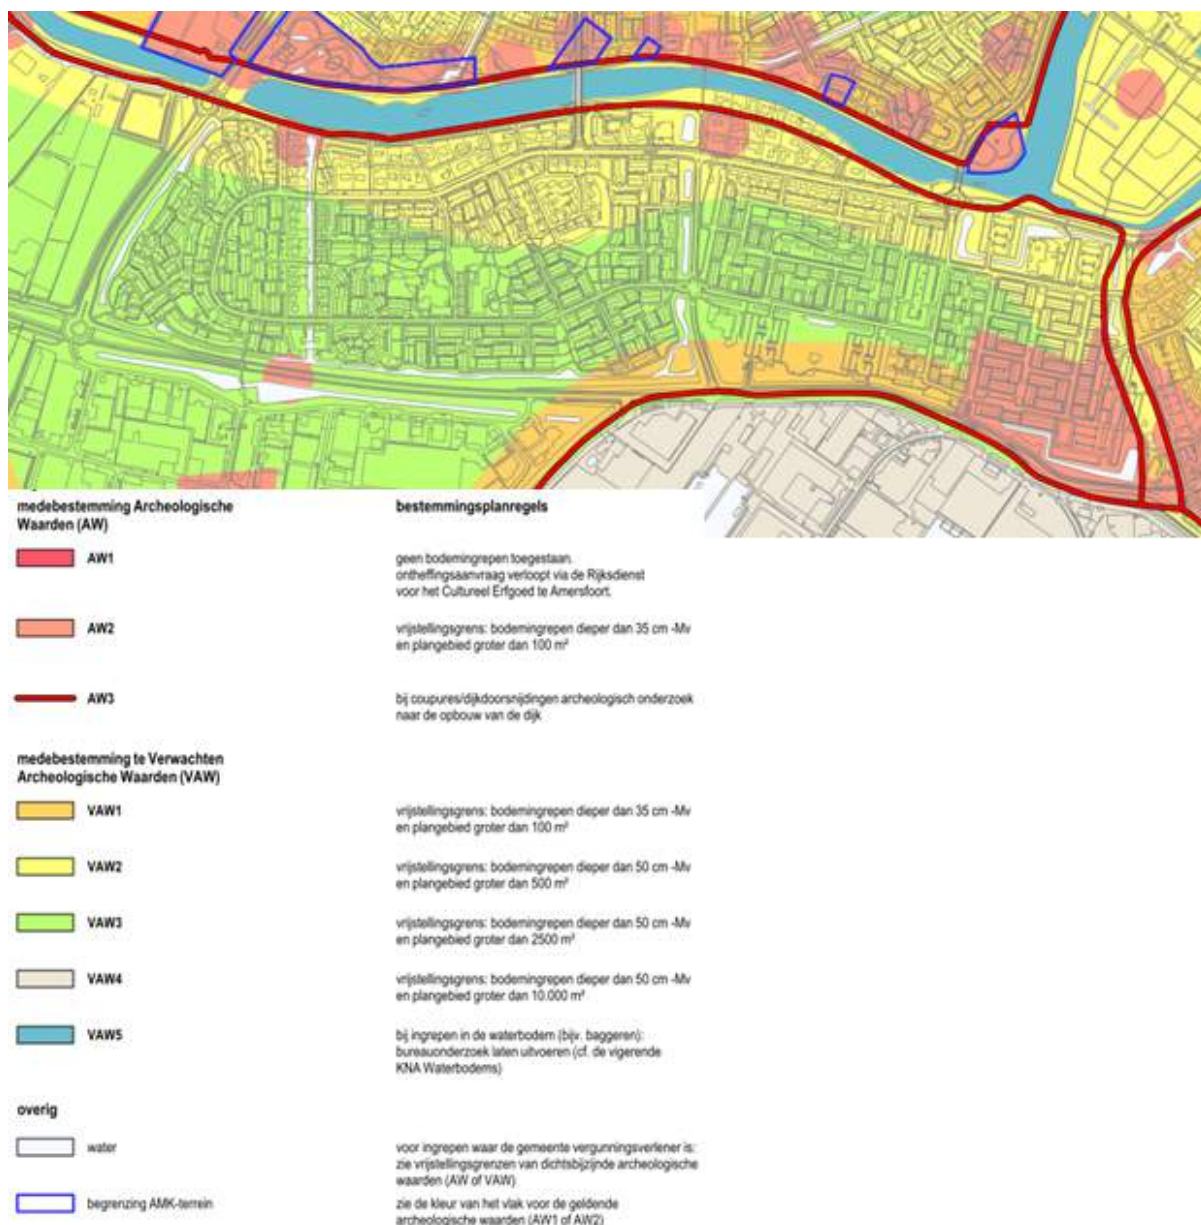 medebestemming Archeologische
Waarden (AW)
bestemmingsplanregels
AW1
geen bodemingrepen toegestaan.
ontheffingsaanvraag verloopt via de Rijksdienst
voor het Cultureel Erfgoed te Amersfoort.
AW2
vrijstellingsgrens: bodemingrepen dieper dan 35 cm -Mv
en plangebied groter dan 100 m²
AW3
bij coupures/dijkdoorsnijdingen archeologisch onderzoek
naar de opbouw van de dijk
medebestemming te Verwachten
Archeologische Waarden (VAW)
VAW1
vrijstellingsgrens: bodemingrepen dieper dan 35 cm -Mv
en plangebied groter dan 100 m²
VAW2
vrijstellingsgrens: bodemingrepen dieper dan 50 cm -Mv
en plangebied groter dan 500 m²
VAW3
vrijstellingsgrens: bodemingrepen dieper dan 50 cm -Mv
en plangebied groter dan 2500 m²
VAW4
vrijstellingsgrens: bodemingrepen dieper dan 50 cm -Mv
en plangebied groter dan 10.000 m²
VAW5
bij ingrepen in de waterbodem (bijv. baggeren):
bureauonderzoek laten uitvoeren (cf. de vigerende
KNA Waterbodems)
overig
water
voor ingrepen waar de gemeente vergunningsverlener is:
zie vrijstellingsgrenzen van dichtsbijzijnde archeologische
waarden (AW of VAW)
begrenzing AMK-terrein
zie de kleur van het vlak voor de geldende
archeologische waarden (AW1 of AW2)